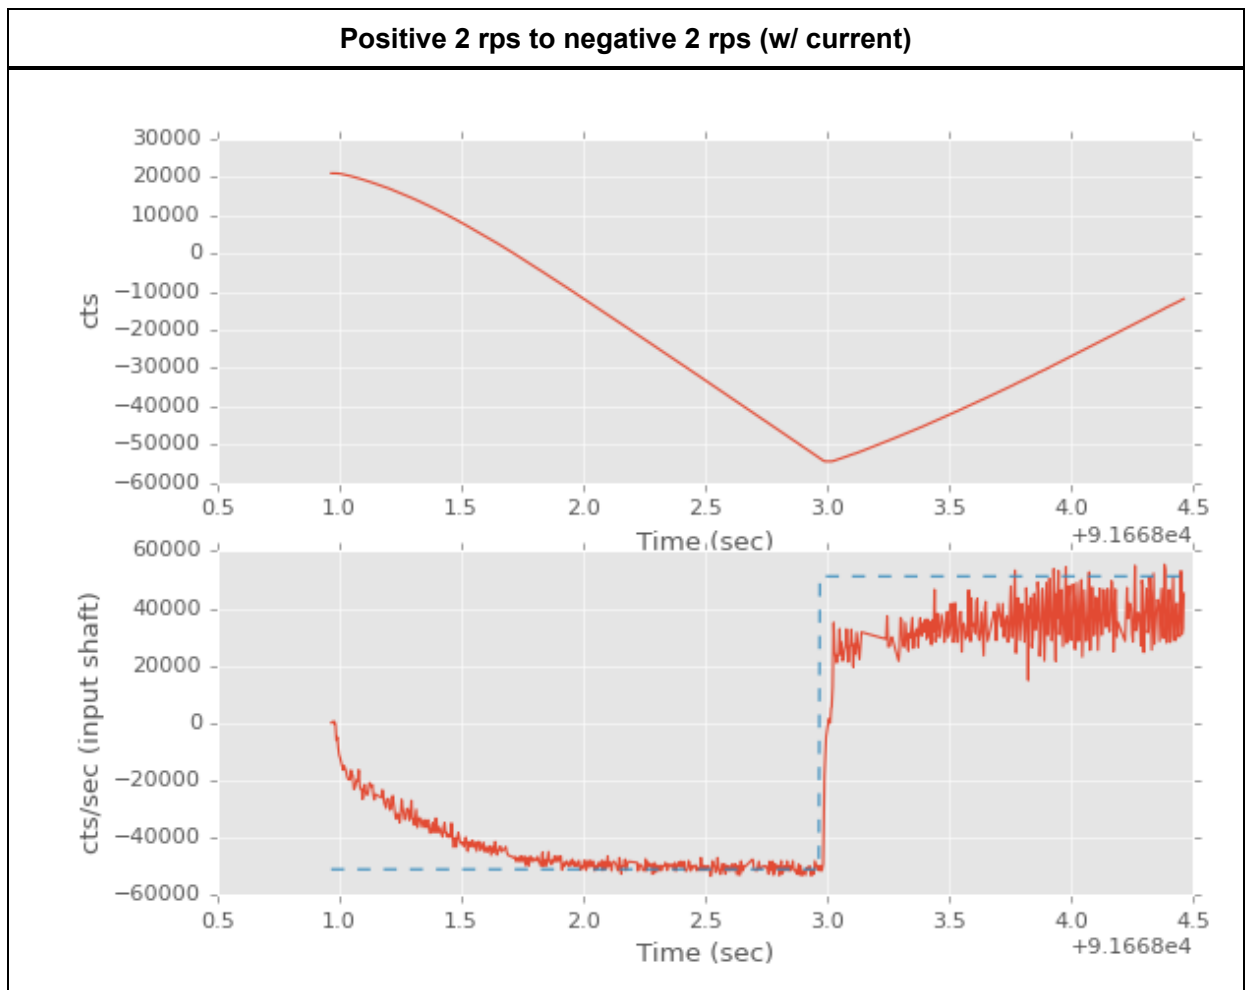 Positive 2 rps to negative 2 rps (w/ current)
30000
20000
10000
0
−10000
−20000
−30000
−40000
−50000
−60000
cts
0.5 1.0 1.5 2.0 2.5 3.0 3.5 4.0 4.5
Time (sec)
+9.1668e4
60000
40000
20000
0
−20000
−40000
−60000
cts/sec (input shaft)
0.5 1.0 1.5 2.0 2.5 3.0 3.5 4.0 4.5
Time (sec)
+9.1668e4